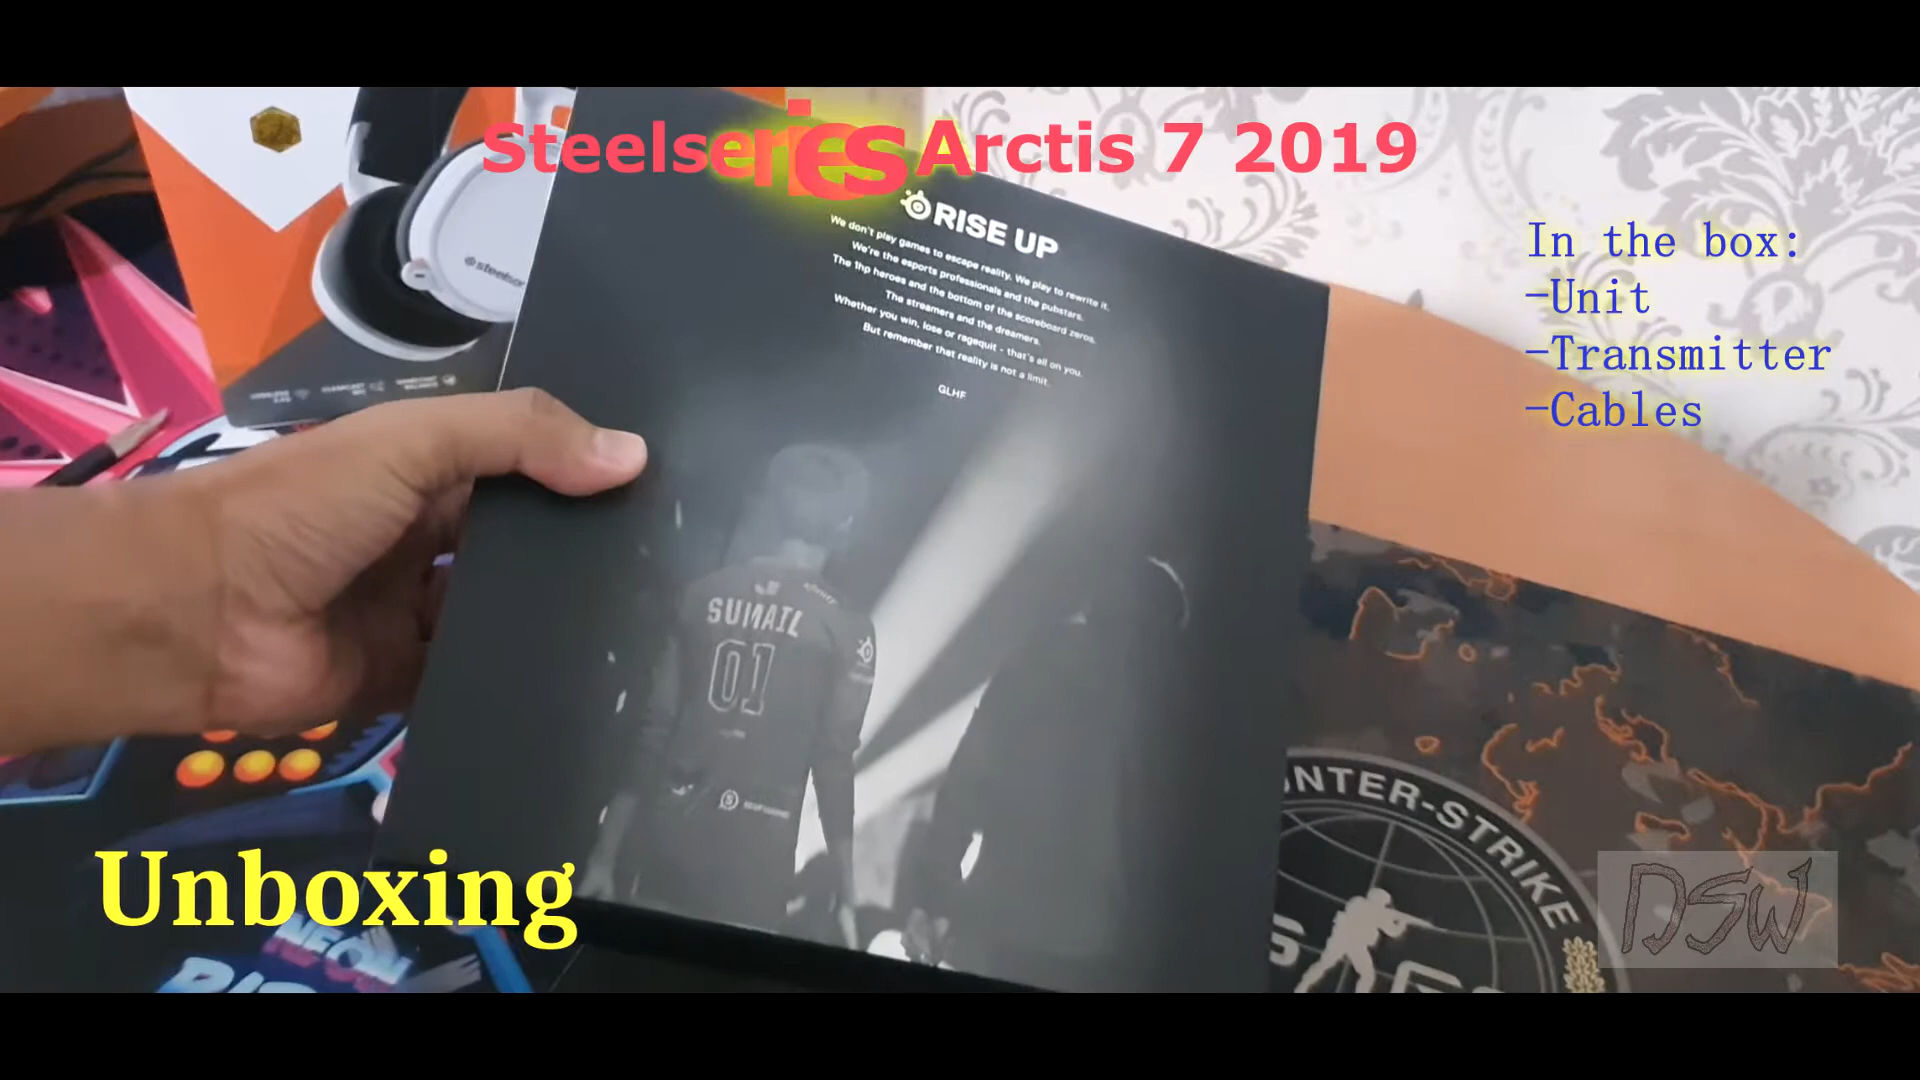 Steelseries Arctis 7 2019
RISE UP
We don't play games to escape reality. We play to rewrite it.
We're the esports professionals and the pubstars.
The 1hp heroes and the bottom of the scoreboard zeros.
The streamers and the dreamers.
Whether you win, lose or ragequit - that's all on you.
But remember that reality is not a limit.
GLHF
In the box:
-Unit
-Transmitter
-Cables
steelser
SUMAIL
01
NTER-STRIKE
DSW
Unboxing
NEON